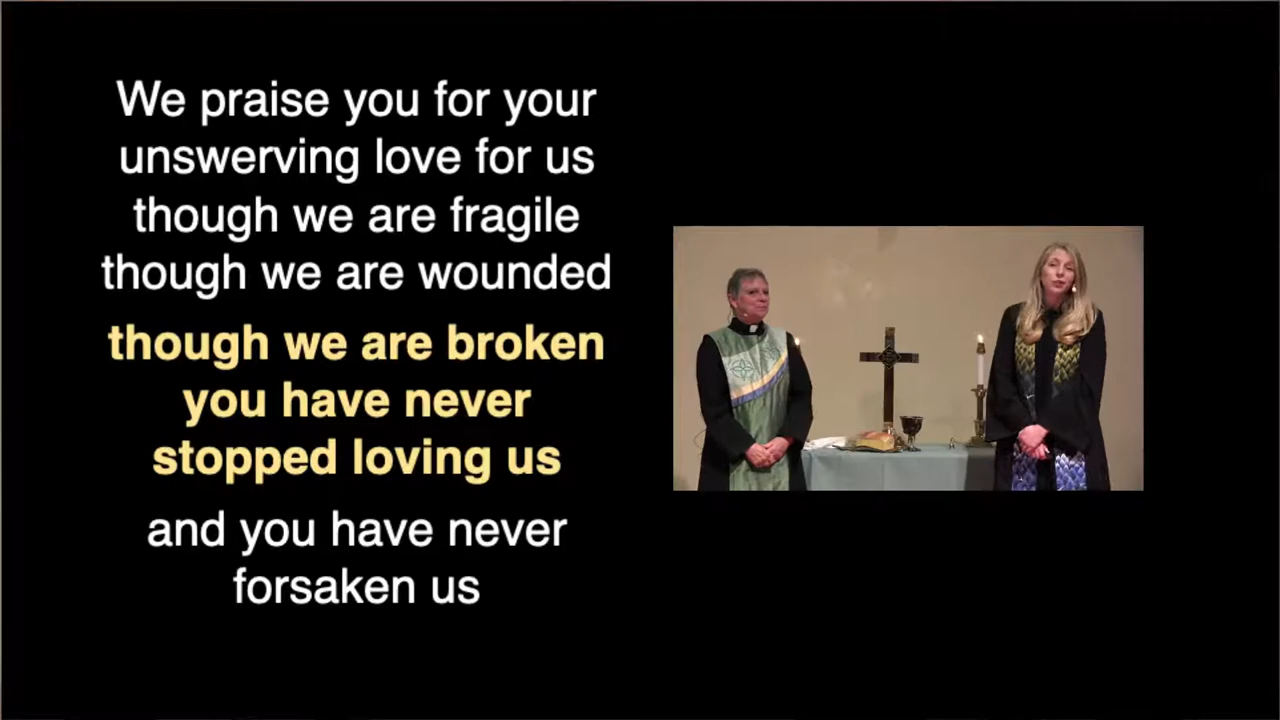 We praise you for your
unswerving love for us
though we are fragile
though we are wounded
though we are broken
you have never
stopped loving us
and you have never
forsaken us